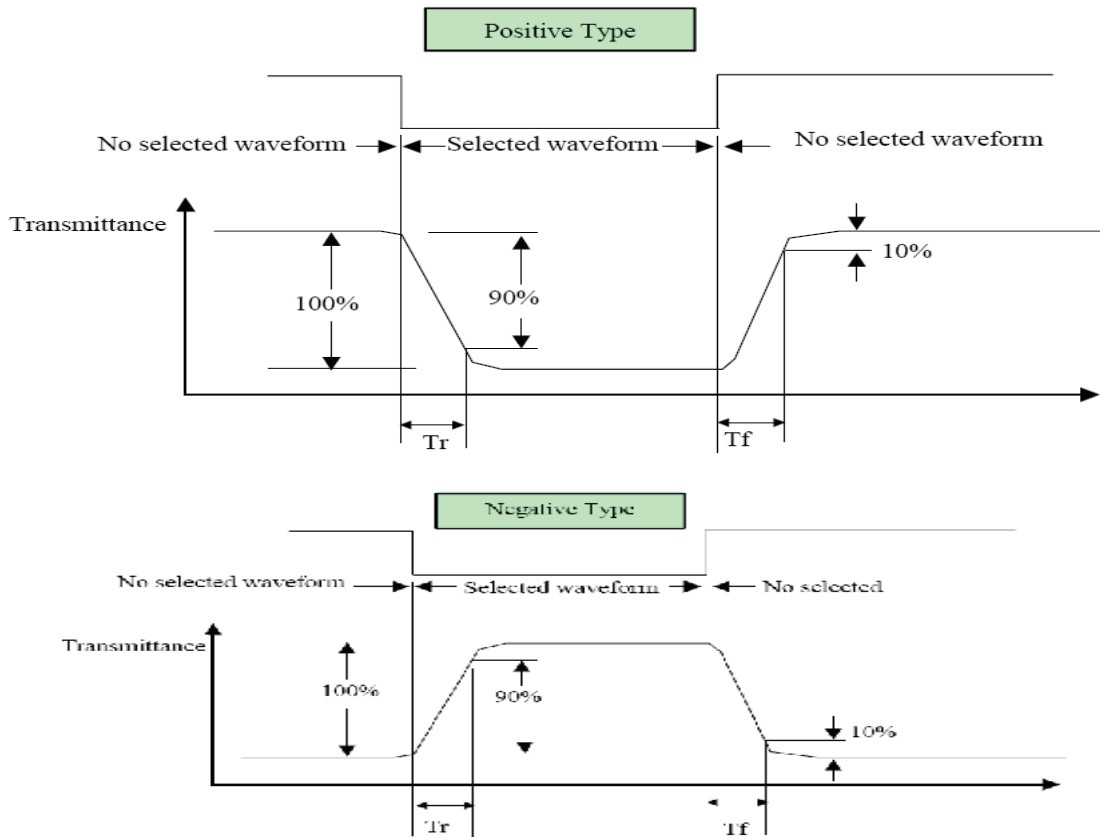 Positive Type
No selected waveform
Selected waveform
No selected waveform
Transmittance
100%
90%
10%
Tr
Tf
Negative Type
No selected waveform
Selected waveform
No selected
Transmittance
100%
90%
10%
Tr
Tf